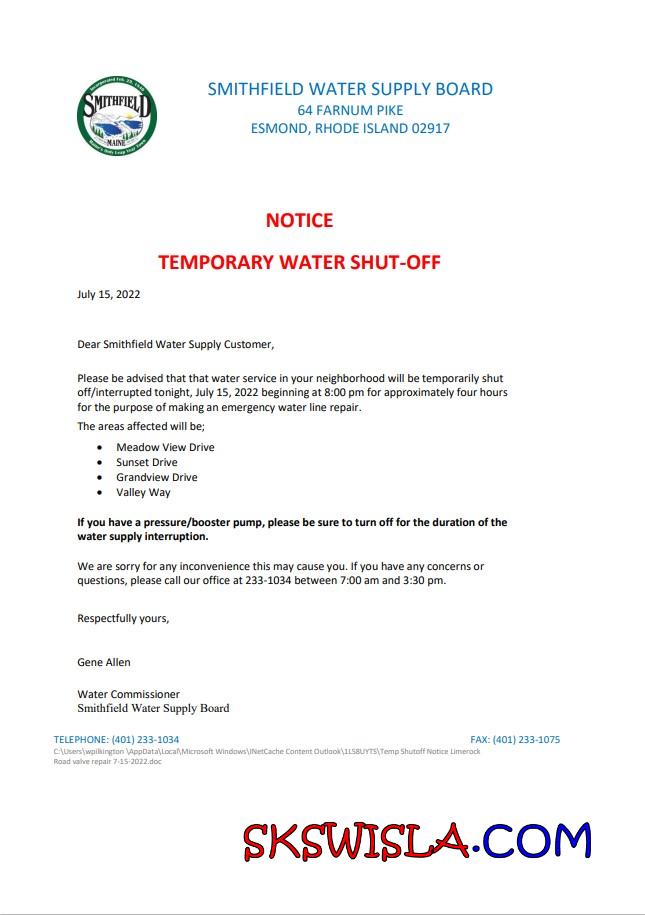 Incorporated Feb. 29, 1840
SMITHFIELD
MAINE
Maine's Only Leap Year Town
SMITHFIELD WATER SUPPLY BOARD
64 FARNUM PIKE
ESMOND, RHODE ISLAND 02917
NOTICE
TEMPORARY WATER SHUT-OFF
July 15, 2022
Dear Smithfield Water Supply Customer,
Please be advised that that water service in your neighborhood will be temporarily shut
off/interrupted tonight, July 15, 2022 beginning at 8:00 pm for approximately four hours
for the purpose of making an emergency water line repair.
The areas affected will be;
• Meadow View Drive
• Sunset Drive
• Grandview Drive
• Valley Way
If you have a pressure/booster pump, please be sure to turn off for the duration of the
water supply interruption.
We are sorry for any inconvenience this may cause you. If you have any concerns or
questions, please call our office at 233-1034 between 7:00 am and 3:30 pm.
Respectfully yours,
Gene Allen
Water Commissioner
Smithfield Water Supply Board
TELEPHONE: (401) 233-1034 FAX: (401) 233-1075
C:\Users\wpilkington \AppData\Local\Microsoft Windows\INetCache Content Outlook\1LS8UYTS\Temp Shutoff Notice Limerock
Road valve repair 7-15-2022.doc
SKSWISLA.COM